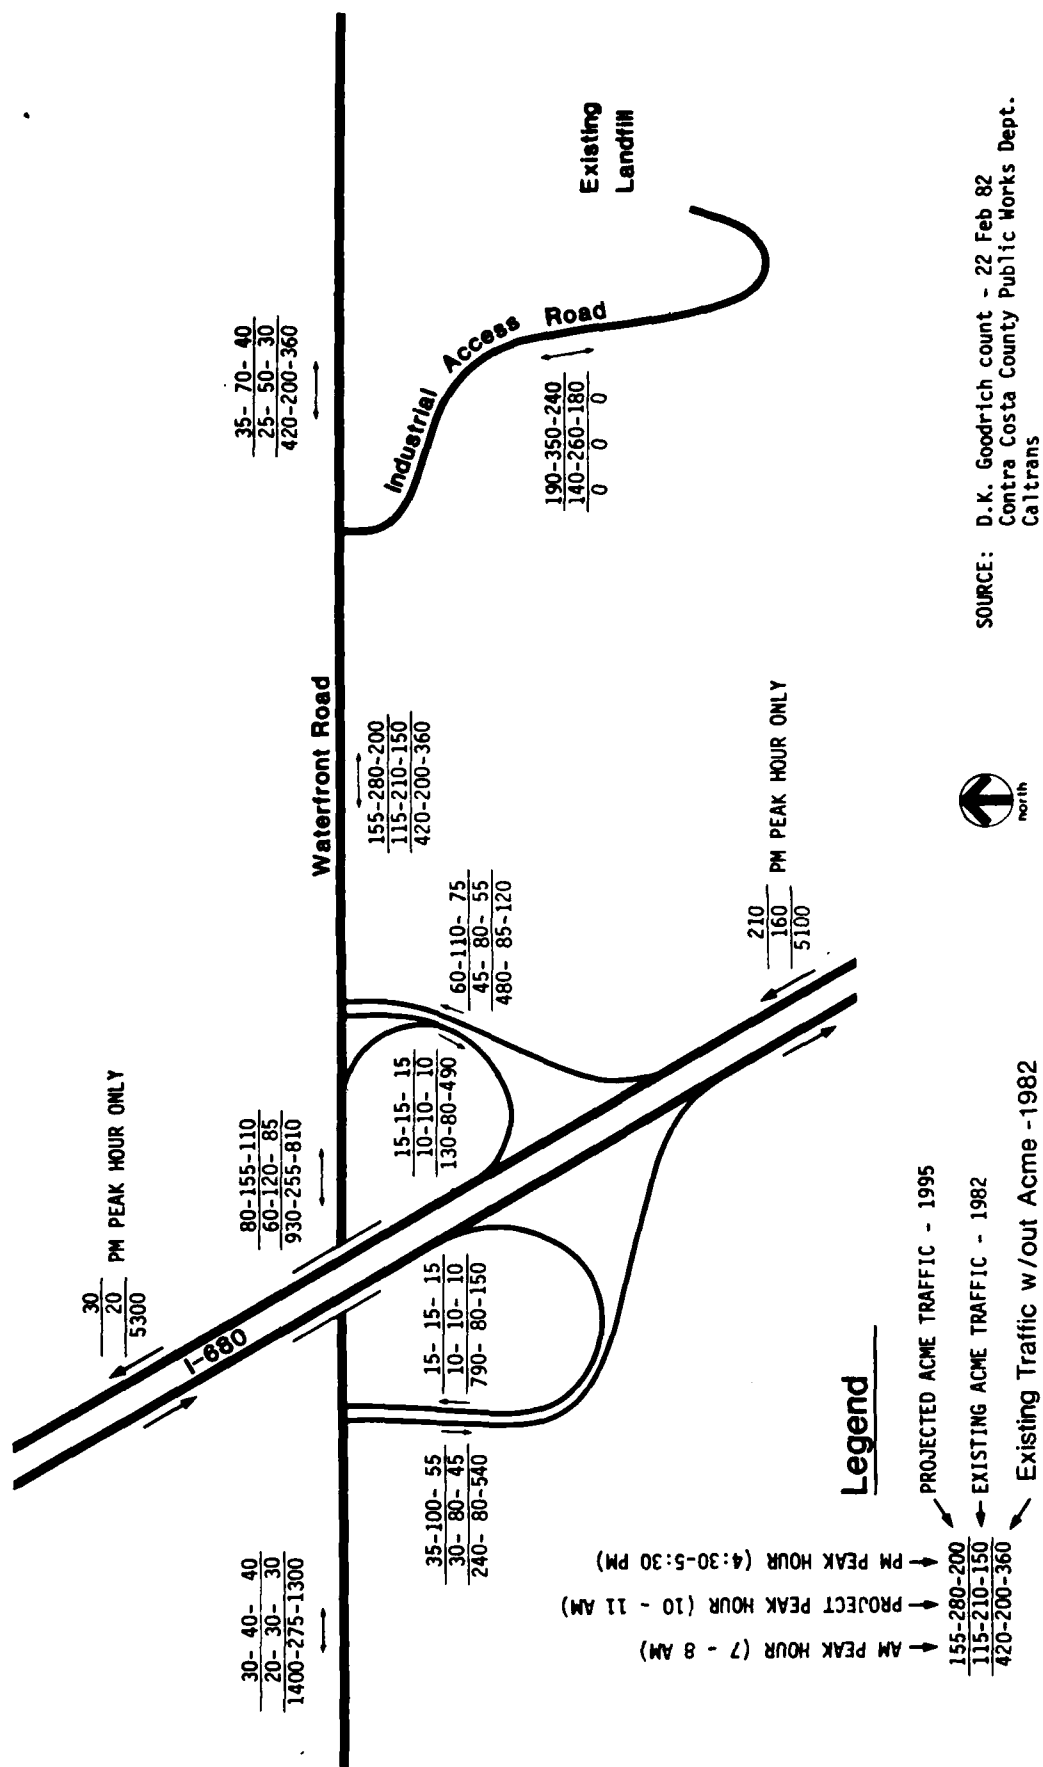 30
20
5300
PM PEAK HOUR ONLY
I-680
30- 40- 40
20- 30- 30
1400-275-1300
80-155-110
60-120- 85
930-255-810
35- 70- 40
25- 50- 30
420-200-360
Waterfront Road
155-280-200
115-210-150
420-200-360
35-100- 55
30- 80- 45
240- 80-540
15- 15- 15
10- 10- 10
790- 80-150
15-15- 15
10-10- 10
130-80-490
60-110- 75
45- 80- 55
480- 85-120
Industrial Access Road
190-350-240
140-260-180
0 0 0
Existing
Landfill
210
160
5100
PM PEAK HOUR ONLY
Legend
AM PEAK HOUR (7 - 8 AM)
PROJECT PEAK HOUR (10 - 11 AM)
PM PEAK HOUR (4:30-5:30 PM)
155-280-200 PROJECTED ACME TRAFFIC - 1995
115-210-150 EXISTING ACME TRAFFIC - 1982
420-200-360 Existing Traffic w/out Acme -1982
north
SOURCE: D.K. Goodrich count - 22 Feb 82
Contra Costa County Public Works Dept.
Caltrans